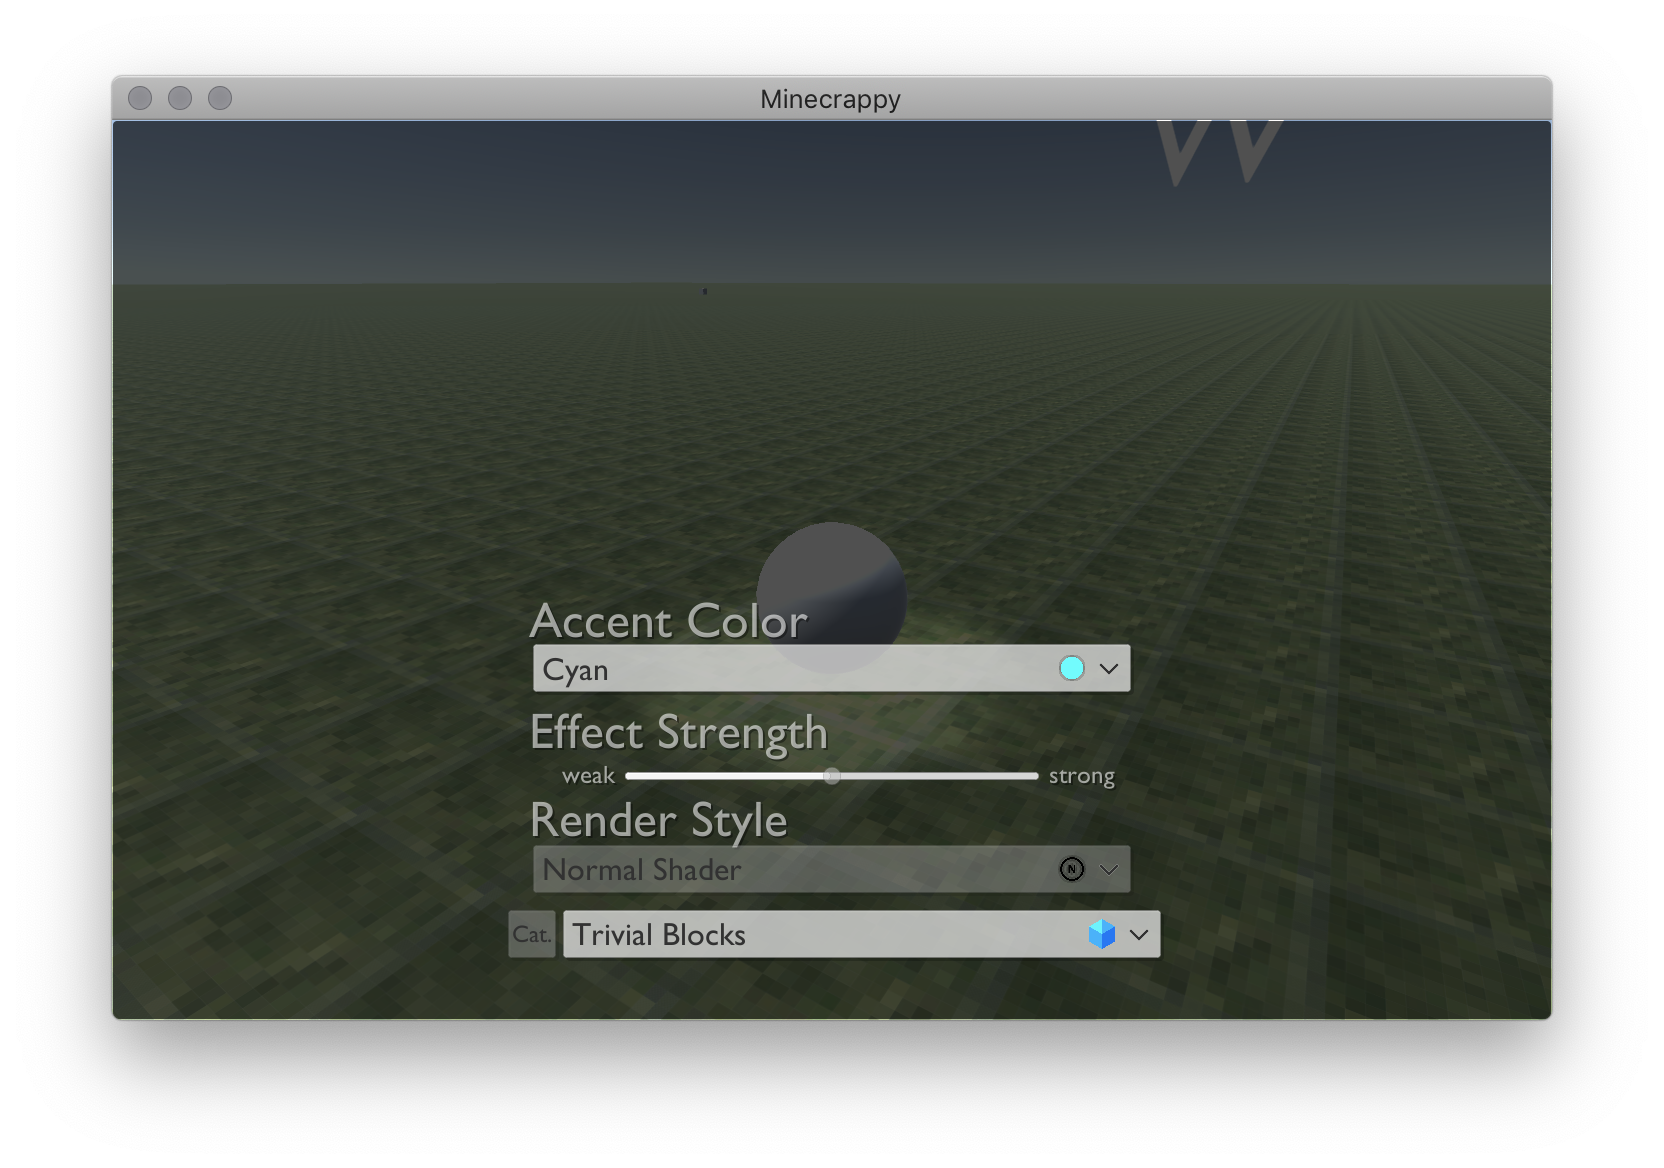 Minecrappy
W
Accent Color
Cyan
Effect Strength
weak strong
Render Style
Normal Shader
N
Cat. Trivial Blocks